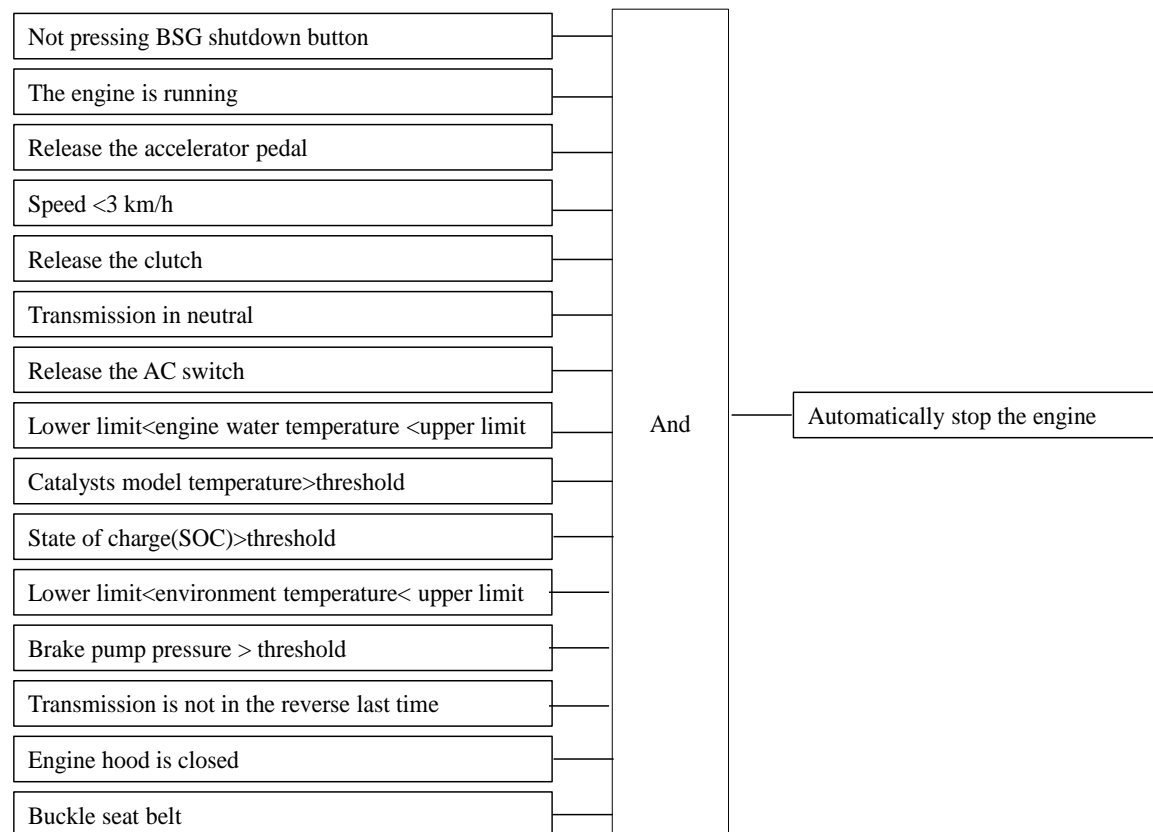 Not pressing BSG shutdown button
The engine is running
Release the accelerator pedal
Speed <3 km/h
Release the clutch
Transmission in neutral
Release the AC switch
Lower limit<engine water temperature <upper limit
Catalysts model temperature>threshold
State of charge(SOC)>threshold
Lower limit<environment temperature< upper limit
Brake pump pressure > threshold
Transmission is not in the reverse last time
Engine hood is closed
Buckle seat belt
And
Automatically stop the engine